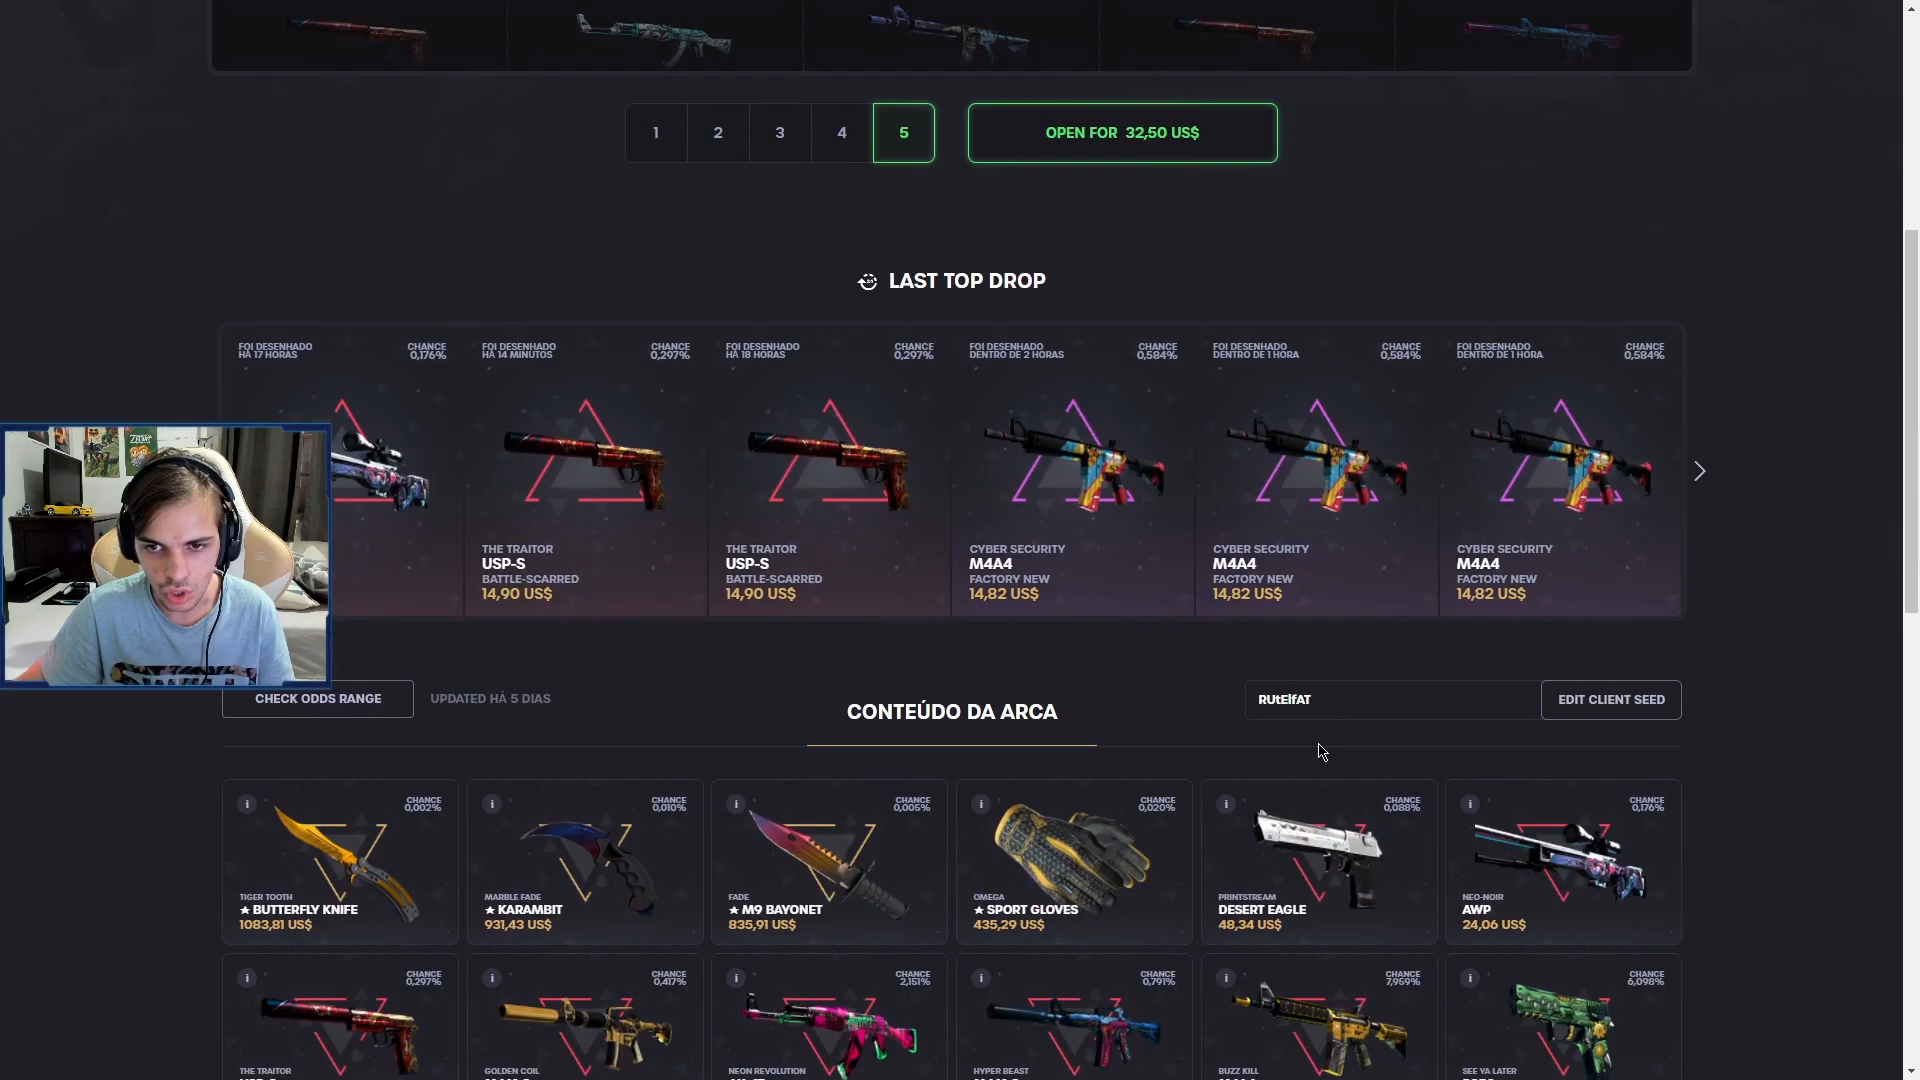 1 2 3 4 5
OPEN FOR 32,50 US$
LAST TOP DROP
FOI DESENHADO
HÁ 17 HORAS
CHANCE
0,176%
FOI DESENHADO
HÁ 14 MINUTOS
CHANCE
0,297%
THE TRAITOR
USP-S
BATTLE-SCARRED
14,90 US$
FOI DESENHADO
HÁ 18 HORAS
CHANCE
0,297%
THE TRAITOR
USP-S
BATTLE-SCARRED
14,90 US$
FOI DESENHADO
DENTRO DE 2 HORAS
CHANCE
0,584%
CYBER SECURITY
M4A4
FACTORY NEW
14,82 US$
FOI DESENHADO
DENTRO DE 1 HORA
CHANCE
0,584%
CYBER SECURITY
M4A4
FACTORY NEW
14,82 US$
FOI DESENHADO
DENTRO DE 1 HORA
CHANCE
0,584%
CYBER SECURITY
M4A4
FACTORY NEW
14,82 US$
CHECK ODDS RANGE
UPDATED HÁ 5 DIAS
CONTEÚDO DA ARCA
RUtElfAT
EDIT CLIENT SEED
CHANCE
0,002%
TIGER TOOTH
★ BUTTERFLY KNIFE
1083,81 US$
CHANCE
0,010%
MARBLE FADE
★ KARAMBIT
931,43 US$
CHANCE
0,005%
FADE
★ M9 BAYONET
835,91 US$
CHANCE
0,020%
OMEGA
★ SPORT GLOVES
435,29 US$
CHANCE
0,088%
PRINTSTREAM
DESERT EAGLE
48,34 US$
CHANCE
0,176%
NEO-NOIR
AWP
24,06 US$
CHANCE
0,297%
THE TRAITOR
CHANCE
0,417%
GOLDEN COIL
CHANCE
2,151%
NEON REVOLUTION
CHANCE
0,791%
HYPER BEAST
CHANCE
7,959%
BUZZ KILL
CHANCE
6,098%
SEE YA LATER